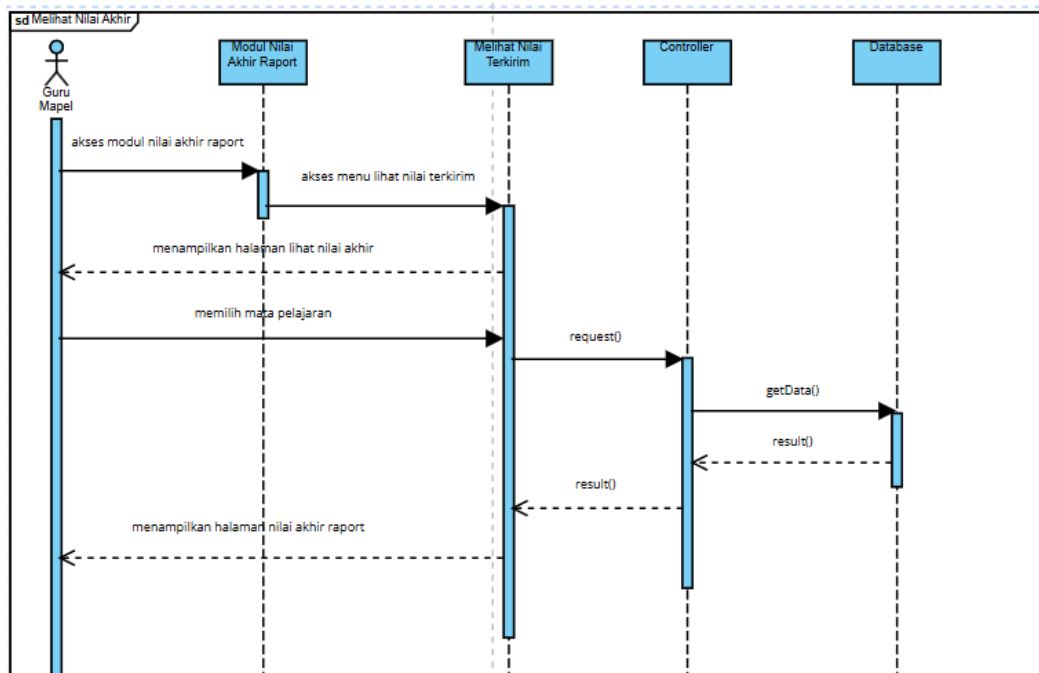 sd Melihat Nilai Akhir
Modul Nilai
Akhir Raport
Melihat Nilai
Terkirim
Controller
Database
Guru
Mapel
akses modul nilai akhir raport
akses menu lihat nilai terkirim
menampilkan halaman lihat nilai akhir
memilih mata pelajaran
request()
getData()
result()
result()
menampilkan halaman nilai akhir raport